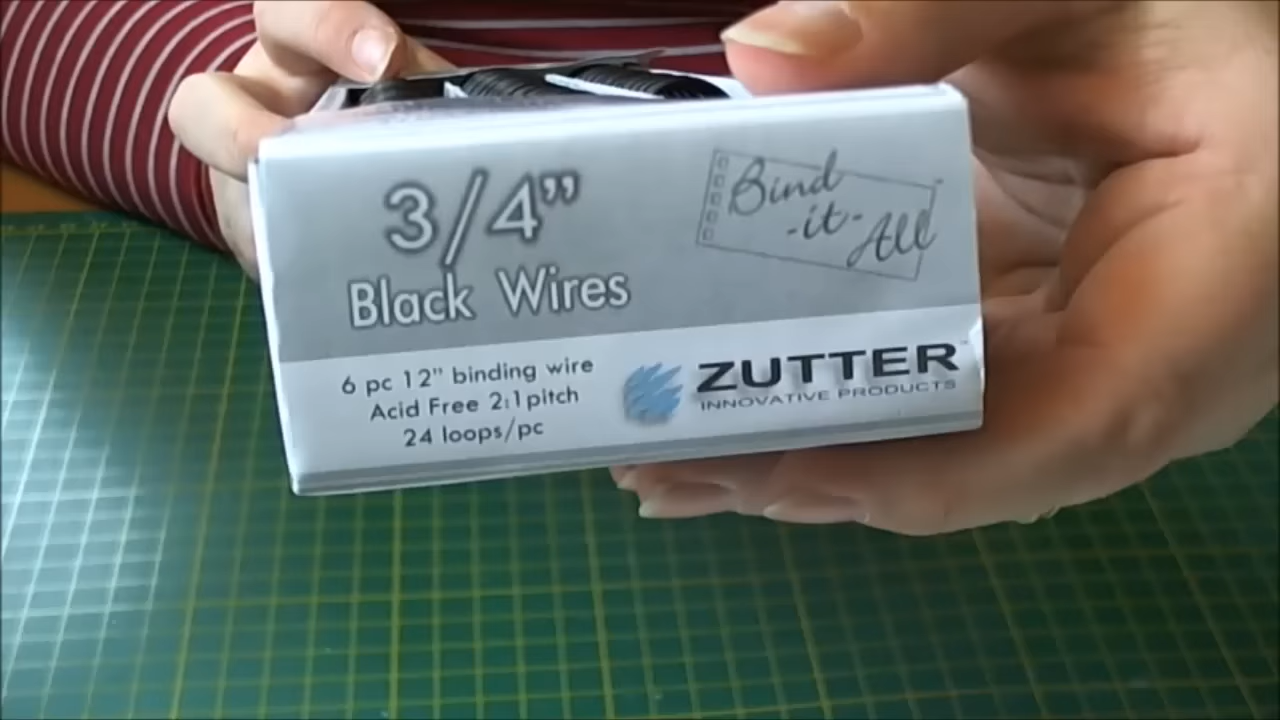 3/4”
Black Wires
Bind
-it-
All
6 pc 12" binding wire
Acid Free 2:1 pitch
24 loops/pc
ZUTTER™
INNOVATIVE PRODUCTS